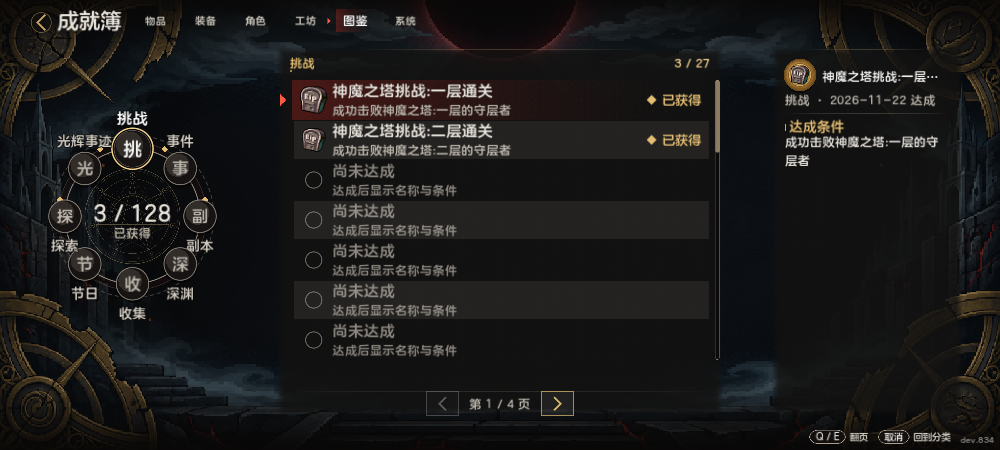 成就簿
物品 装备 角色 工坊 图鉴 系统
挑战 3 / 27
神魔之塔挑战:一层通关
成功击败神魔之塔:一层的守层者
已获得
神魔之塔挑战:二层通关
成功击败神魔之塔:二层的守层者
已获得
尚未达成
达成后显示名称与条件
尚未达成
达成后显示名称与条件
尚未达成
达成后显示名称与条件
尚未达成
达成后显示名称与条件
尚未达成
达成后显示名称与条件
第 1 / 4 页
挑战
光辉事迹 挑 事件
光 事
探 3 / 128 副
已获得
探索 副本
节 深
节日 收 深渊
收集
神魔之塔挑战:一层…
挑战 · 2026-11-22 达成
达成条件
成功击败神魔之塔:一层的守
层者
Q / E 翻页 取消 回到分类 dev.834